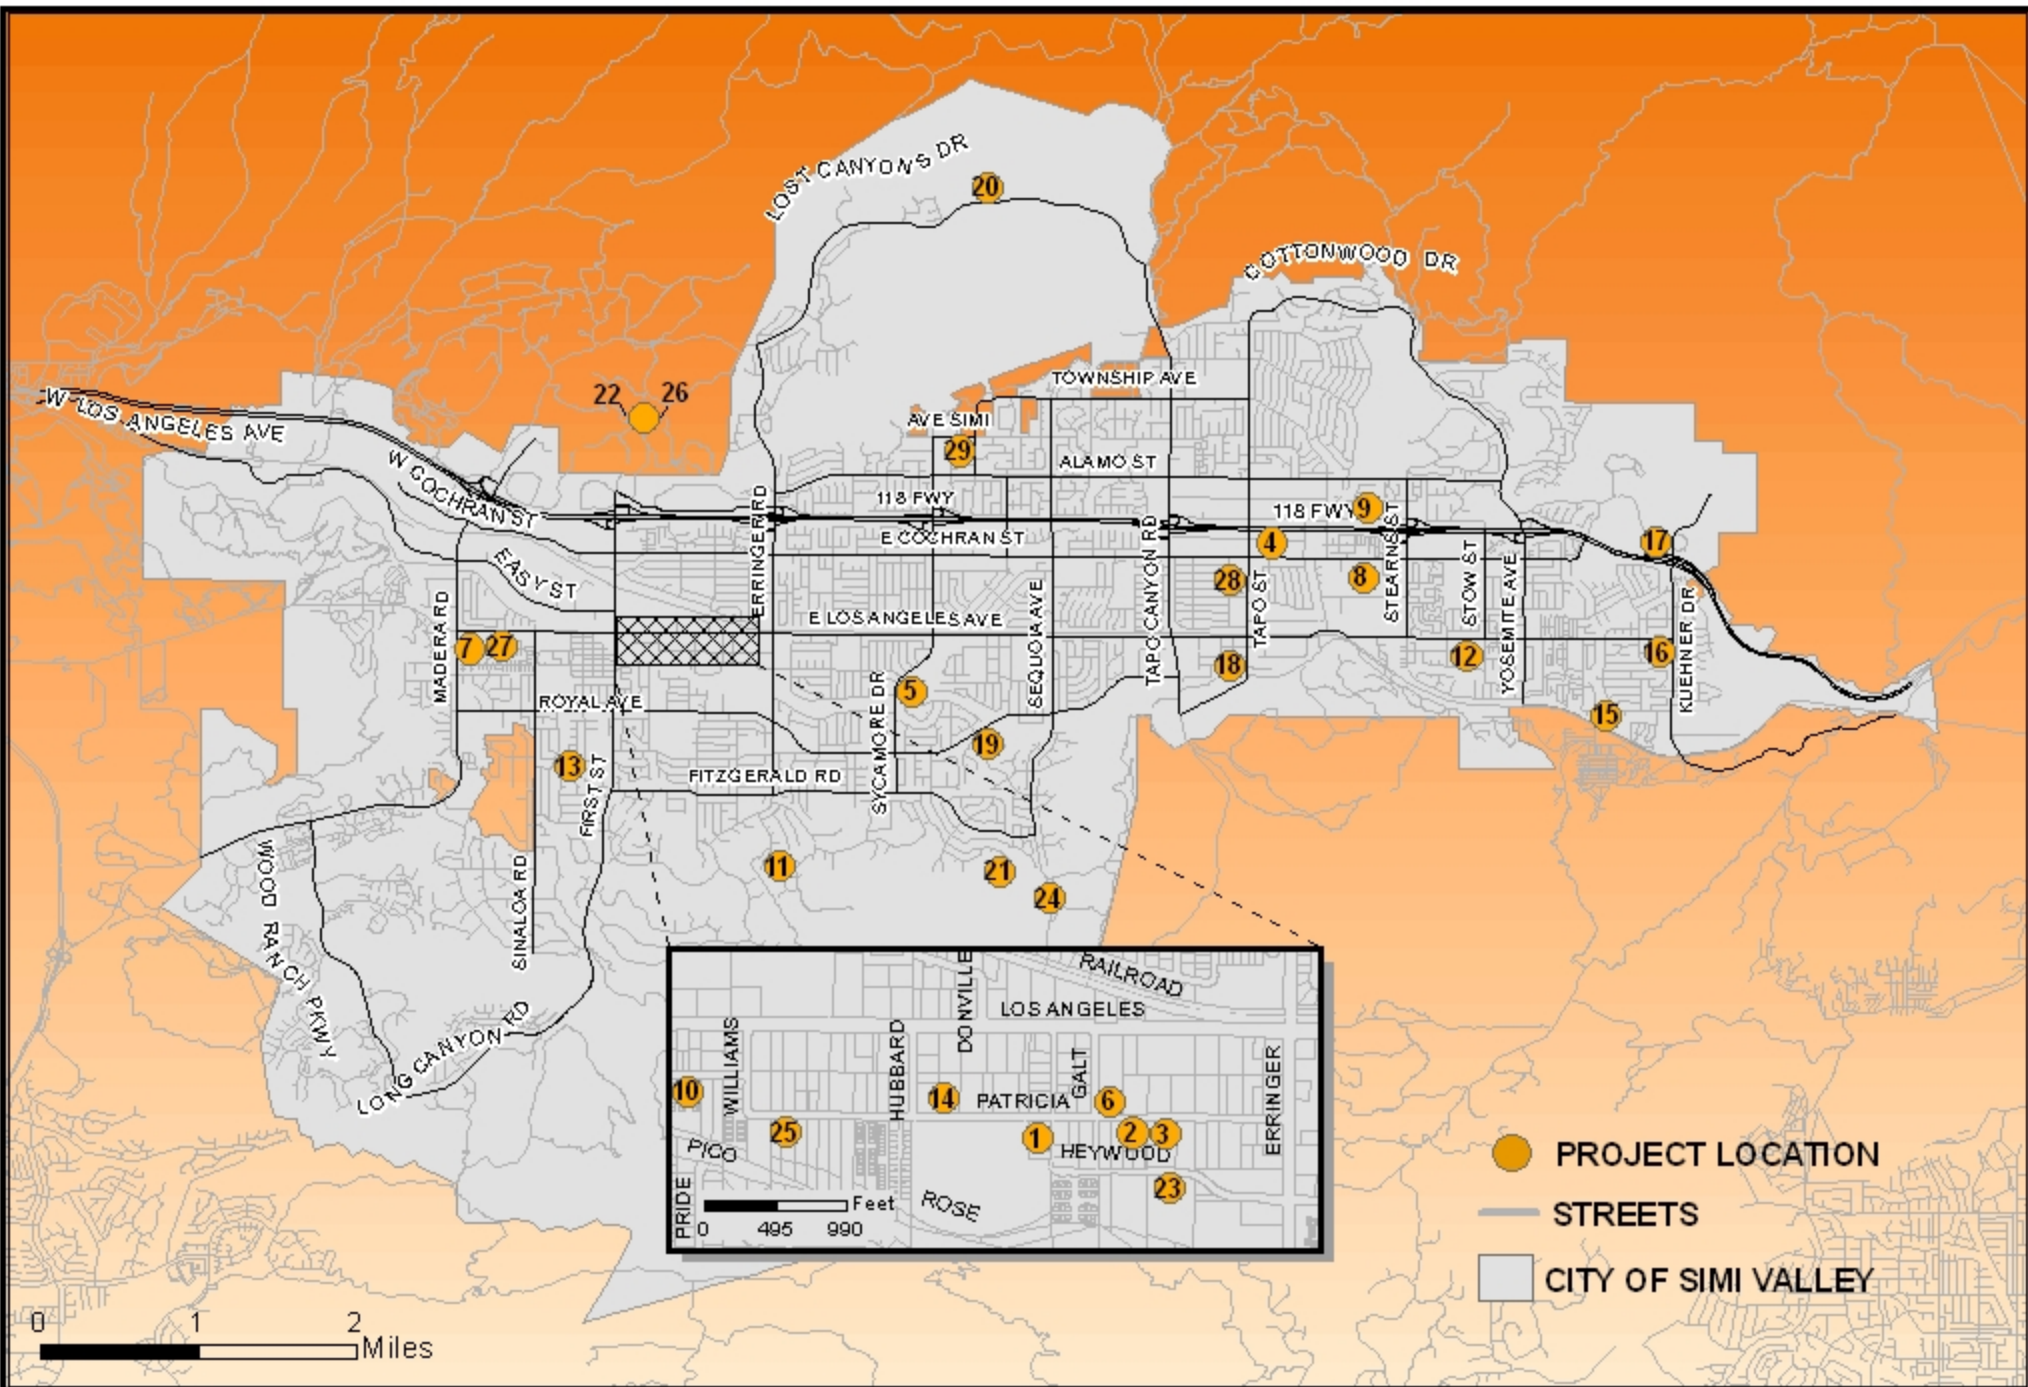 LOST CANYONS DR
20
COTTONWOOD DR
22
26
TOWNSHIP AVE
W LOS ANGELES AVE
AVE SIMI
29
ALAMO ST
W COCHRAN ST
118 FWY
118 FWY
9
ERRINGER RD
E COCHRAN ST
4
17
EASY ST
TAPO CANYON RD
28
8
STEARNS ST
STOW ST
YOSEMITE AVE
TAPO ST
MADERA RD
E LOS ANGELES AVE
SEQUOIA AVE
KUEHNER DR
7
27
18
12
16
5
ROYAL AVE
SYCAMORE DR
15
19
13
FIRST ST
FITZGERALD RD
11
21
24
WOOD RANCH PKWY
SINALOA RD
LONG CANYON RD
DONVILLE
RAILROAD
LOS ANGELES
WILLIAMS
HUBBARD
GALT
ERRINGER
10
14
PATRICIA
6
25
1
2
3
PICO
HEYWOOD
23
PRIDE
ROSE
Feet
0 495 990
PROJECT LOCATION
STREETS
CITY OF SIMI VALLEY
0 1 2
Miles